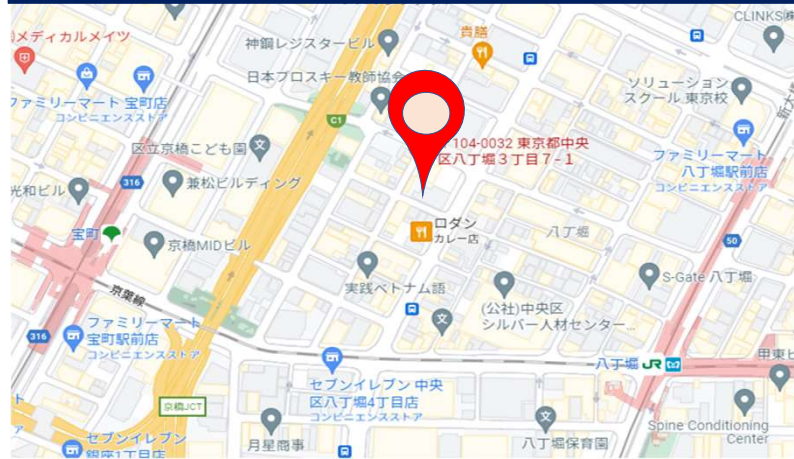 CLINKS株
メディカルメイツ
貴膳
神鋼レジスタービル
日本プロスキー教師協会
ソリューション
スクール 東京校
ファミリーマート 宝町店
コンビニエンスストア
C1
104-0032 東京都中央
区八丁堀3丁目7-1
区立京橋こども園
ファミリーマート
八丁堀駅前店
コンビニエンスストア
316
兼松ビルディング
光和ビル
ロダン
カレー店
八丁堀
宝町
京橋MIDビル
50
S-Gate 八丁堀
実践ベトナム語
京葉線
(公社)中央区
シルバー人材センター...
316
ファミリーマート
宝町駅前店
コンビニエンスストア
八丁堀 JR
甲東ビ
セブンイレブン 中央
区八丁堀4丁目店
コンビニエンスストア
京橋JCT
Spine Conditioning
Center
セブンイレブン
銀座1丁目店
月星商事
八丁堀保育園